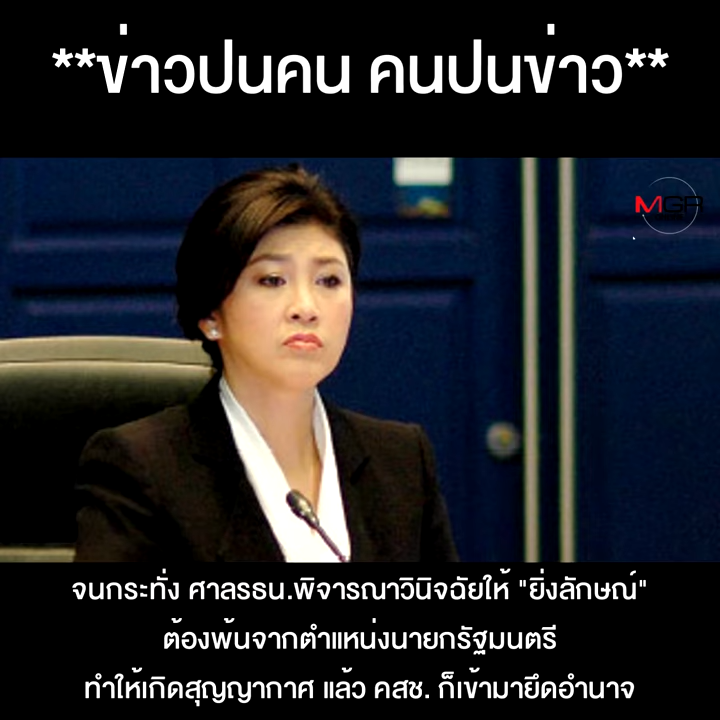 **ข่าวปนคน คนปนข่าว**
MGR
จนกระทั่ง ศาลรธน.พิจารณาวินิจฉัยให้ "ยิ่งลักษณ์"
ต้องพ้นจากตำแหน่งนายกรัฐมนตรี
ทำให้เกิดสุญญากาศ แล้ว คสช. ก็เข้ามายึดอำนาจ